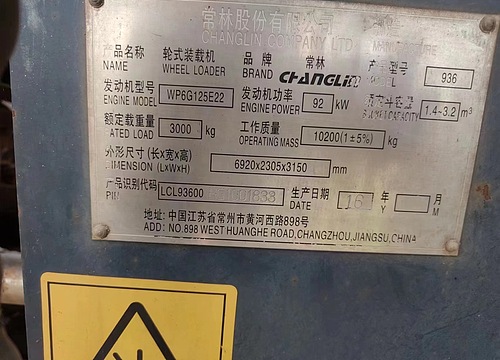 常林股份有限公司
CHANGLIN COMPANY LTD
产品名称 轮式装载机 品牌 常林 产品型号
NAME WHEEL LOADER BRAND CHANGLIN 936
发动机型号 发动机功率
ENGINE MODEL WP6G125E22 ENGINE POWER 92 kW BUCKET CAPACITY 1.4-3.2 m³
额定载重量 工作质量
RATED LOAD 3000 kg OPERATING MASS 10200(1±5%) kg
外形尺寸 (长×宽×高)
DIMENSION (LxWxH) 6920x2305x3150 mm
产品识别代码 生产日期 年 月
PIN LCL93600 DATE 16 Y M
地址: 中国江苏省常州市黄河西路898号
ADD: NO.898 WEST HUANGHE ROAD,CHANGZHOU,JIANGSU,CHINA